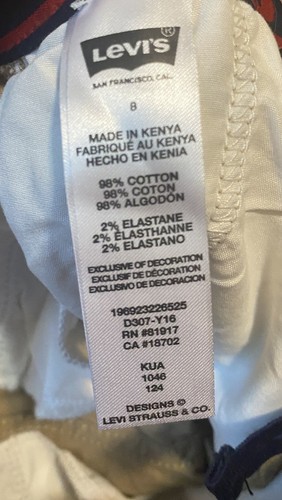 LEVI'S®
SAN FRANCISCO, CAL.
8
MADE IN KENYA
FABRIQUÉ AU KENYA
HECHO EN KENIA
98% COTTON
98% COTON
98% ALGODÓN
2% ELASTANE
2% ÉLASTHANNE
2% ELASTANO
EXCLUSIVE OF DECORATION
EXCLUSIF DE DÉCORATION
EXCLUSIVO DE DECORACION
196923226525
D307-Y16
RN #81917
CA #18702
KUA
1046
124
DESIGNS ©
LEVI STRAUSS & CO.